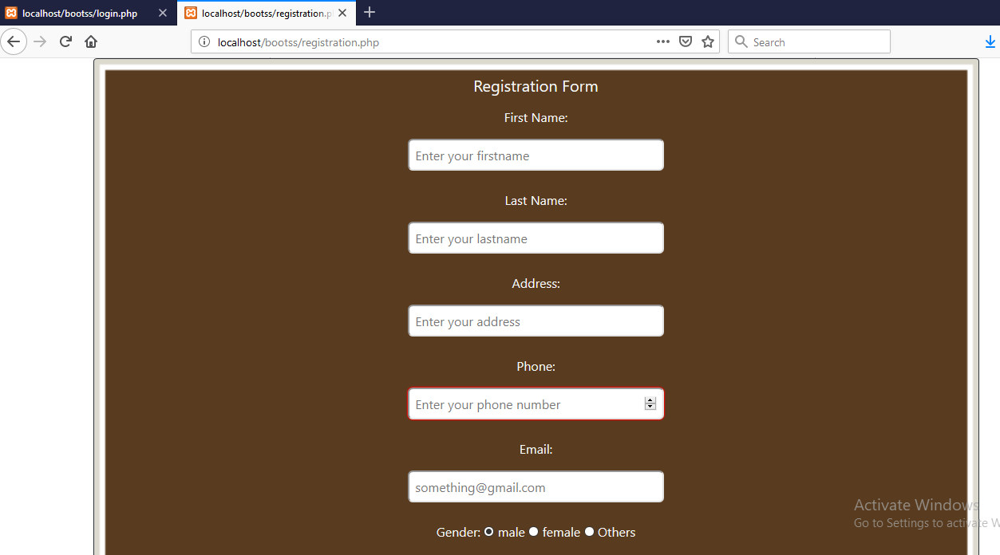 localhost/bootss/login.php
localhost/bootss/registration.p
localhost/bootss/registration.php
Search
Registration Form
First Name:
Enter your firstname
Last Name:
Enter your lastname
Address:
Enter your address
Phone:
Enter your phone number
Email:
something@gmail.com
Gender: male female Others
Activate Windows
Go to Settings to activate W